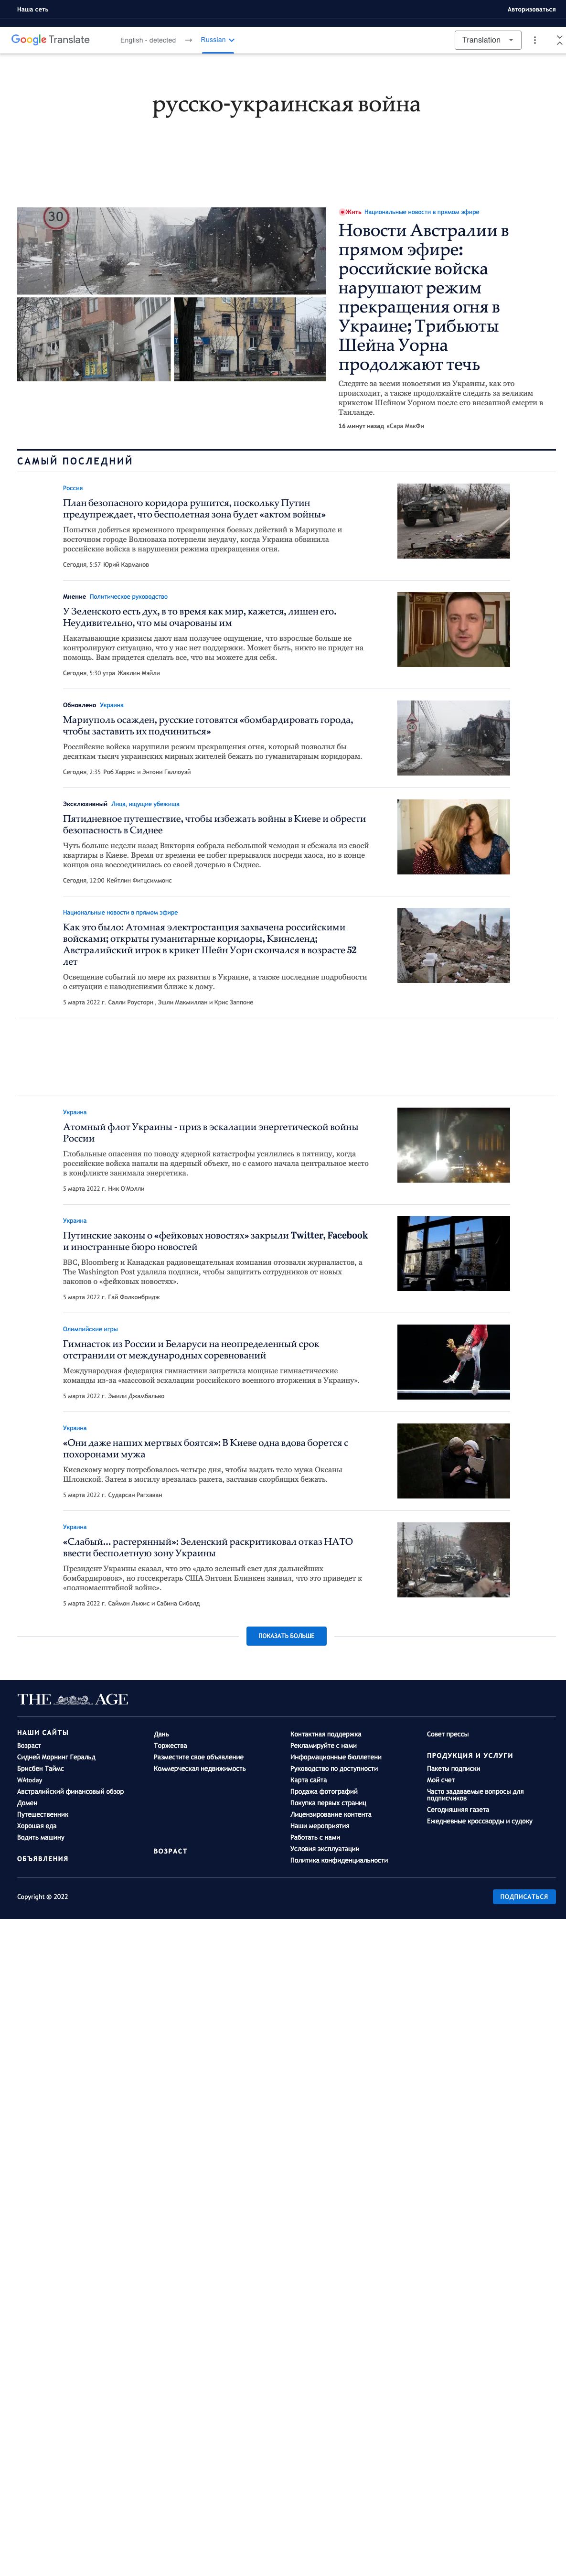 Наша сеть
Авторизоваться
Google Translate
English - detected
Russian
Translation
русско-украинская война
30
Жить Национальные новости в прямом эфире
Новости Австралии в
прямом эфире:
российские войска
нарушают режим
прекращения огня в
Украине; Трибьюты
Шейна Уорна
продолжают течь
Следите за всеми новостями из Украины, как это
происходит, а также продолжайте следить за великим
крикетом Шейном Уорном после его внезапной смерти в
Таиланде.
16 минут назад «Сара МакФи
САМЫЙ ПОСЛЕДНИЙ
Россия
План безопасного коридора рушится, поскольку Путин
предупреждает, что бесполетная зона будет «актом войны»
Попытки добиться временного прекращения боевых действий в Мариуполе и
восточном городе Волноваха потерпели неудачу, когда Украина обвинила
российские войска в нарушении режима прекращения огня.
Сегодня, 5:57 Юрий Карманов
Мнение Политическое руководство
У Зеленского есть дух, в то время как мир, кажется, лишен его.
Неудивительно, что мы очарованы им
Накатывающие кризисы дают нам ползучее ощущение, что взрослые больше не
контролируют ситуацию, что у нас нет поддержки. Может быть, никто не придет на
помощь. Вам придется сделать все, что вы можете для себя.
Сегодня, 5:30 утра Жаклин Мэйли
Обновлено Украина
Мариуполь осажден, русские готовятся «бомбардировать города,
чтобы заставить их подчиниться»
Российские войска нарушили режим прекращения огня, который позволил бы
десяткам тысяч украинских мирных жителей бежать по гуманитарным коридорам.
Сегодня, 2:35 Роб Харрис и Энтони Галлоуэй
Эксклюзивный Лица, ищущие убежища
Пятидневное путешествие, чтобы избежать войны в Киеве и обрести
безопасность в Сиднее
Чуть больше недели назад Виктория собрала небольшой чемодан и сбежала из своей
квартиры в Киеве. Время от времени ее побег прерывался посреди хаоса, но в конце
концов она воссоединилась со своей дочерью в Сиднее.
Сегодня, 12:00 Кейтлин Фитцсиммонс
Национальные новости в прямом эфире
Как это было: Атомная электростанция захвачена российскими
войсками; открыты гуманитарные коридоры, Квинсленд;
Австралийский игрок в крикет Шейн Уорн скончался в возрасте 52
лет
Освещение событий по мере их развития в Украине, а также последние подробности
о ситуации с наводнениями ближе к дому.
5 марта 2022 г. Салли Роусторн , Эшли Макмиллан и Крис Заппоне
Украина
Атомный флот Украины - приз в эскалации энергетической войны
России
Глобальные опасения по поводу ядерной катастрофы усилились в пятницу, когда
российские войска напали на ядерный объект, но с самого начала центральное место
в конфликте занимала энергетика.
5 марта 2022 г. Ник О'Мэлли
Украина
Путинские законы о «фейковых новостях» закрыли Twitter, Facebook
и иностранные бюро новостей
BBC, Bloomberg и Канадская радиовещательная компания отозвали журналистов, а
The Washington Post удалила подписи, чтобы защитить сотрудников от новых
законов о «фейковых новостях».
5 марта 2022 г. Гай Фолконбридж
Олимпийские игры
Гимнасток из России и Беларуси на неопределенный срок
отстранили от международных соревнований
Международная федерация гимнастики запретила мощные гимнастические
команды из-за «массовой эскалации российского военного вторжения в Украину».
5 марта 2022 г. Эмили Джамбальво
Украина
«Они даже наших мертвых боятся»: В Киеве одна вдова борется с
похоронами мужа
Киевскому моргу потребовалось четыре дня, чтобы выдать тело мужа Оксаны
Шлонской. Затем в могилу врезалась ракета, заставив скорбящих бежать.
5 марта 2022 г. Сударсан Рагхаван
Украина
«Слабый… растерянный»: Зеленский раскритиковал отказ НАТО
ввести бесполетную зону Украины
Президент Украины сказал, что это «дало зеленый свет для дальнейших
бомбардировок», но госсекретарь США Энтони Блинкен заявил, что это приведет к
«полномасштабной войне».
5 марта 2022 г. Саймон Льюис и Сабина Сиболд
ПОКАЗАТЬ БОЛЬШЕ
THE AGE
НАШИ САЙТЫ
Возраст
Сидней Морнинг Геральд
Брисбен Таймс
WAtoday
Австралийский финансовый обзор
Домен
Путешественник
Хорошая еда
Водить машину
ОБЪЯВЛЕНИЯ
Дань
Торжества
Разместите свое объявление
Коммерческая недвижимость
ВОЗРАСТ
Контактная поддержка
Рекламируйте с нами
Информационные бюллетени
Руководство по доступности
Карта сайта
Продажа фотографий
Покупка первых страниц
Лицензирование контента
Наши мероприятия
Работать с нами
Условия эксплуатации
Политика конфиденциальности
Совет прессы
ПРОДУКЦИЯ И УСЛУГИ
Пакеты подписки
Мой счет
Часто задаваемые вопросы для
подписчиков
Сегодняшняя газета
Ежедневные кроссворды и судоку
Copyright © 2022
ПОДПИСАТЬСЯ